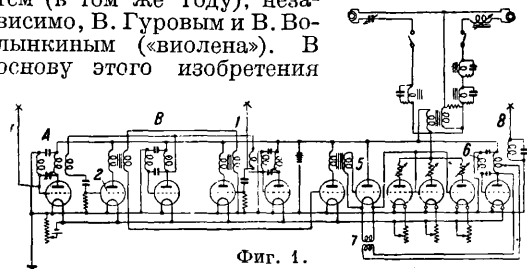 тем (в том же году), неза-
висимо, В. Гуровым и В. Во-
лынкиным («виолена»). В
основу этого изобретения
A
B
1
2
5
6
7
8
Фиг. 1.